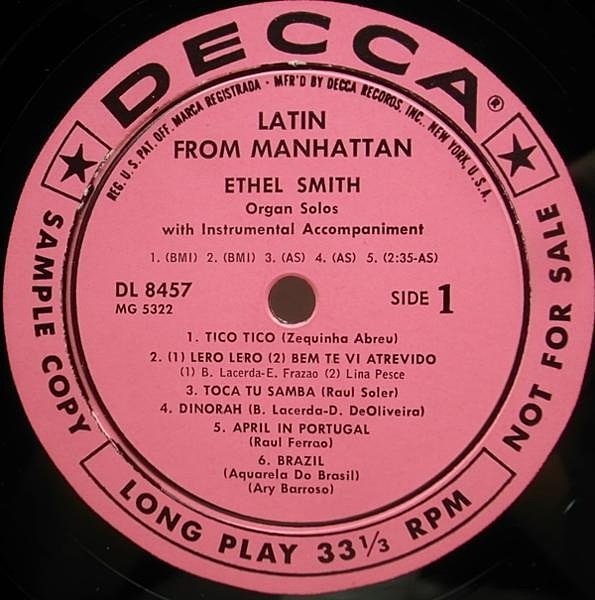 DECCA®
REG. U.S. PAT. OFF. MARCA REGISTRADA • MFR'D BY DECCA RECORDS, INC., NEW YORK, U.S.A.
LATIN
FROM MANHATTAN
ETHEL SMITH
Organ Solos
with Instrumental Accompaniment
1. (BMI) 2. (BMI) 3. (AS) 4. (AS) 5. (2:35-AS)
DL 8457
MG 5322
SIDE 1
1. TICO TICO (Zequinha Abreu)
2. (1) LERO LERO (2) BEM TE VI ATREVIDO
(1) B. Lacerda-E. Frazao (2) Lina Pesce
3. TOCA TU SAMBA (Raul Soler)
4. DINORAH (B. Lacerda-D. DeOliveira)
5. APRIL IN PORTUGAL
(Raul Ferrao)
6. BRAZIL
(Aquarela Do Brasil)
(Ary Barroso)
SAMPLE COPY
NOT FOR SALE
LONG PLAY 33⅓ RPM